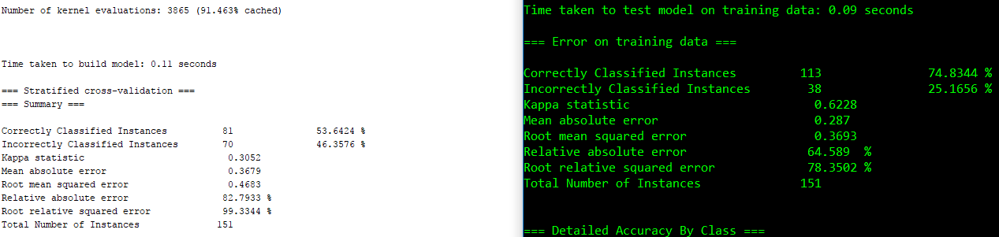 Number of kernel evaluations: 3865 (91.463% cached)
Time taken to build model: 0.11 seconds
=== Stratified cross-validation ===
=== Summary ===
Correctly Classified Instances 81 53.6424 %
Incorrectly Classified Instances 70 46.3576 %
Kappa statistic 0.3052
Mean absolute error 0.3679
Root mean squared error 0.4683
Relative absolute error 82.7933 %
Root relative squared error 99.3344 %
Total Number of Instances 151
Time taken to test model on training data: 0.09 seconds
=== Error on training data ===
Correctly Classified Instances 113 74.8344 %
Incorrectly Classified Instances 38 25.1656 %
Kappa statistic 0.6228
Mean absolute error 0.287
Root mean squared error 0.3693
Relative absolute error 64.589 %
Root relative squared error 78.3502 %
Total Number of Instances 151
=== Detailed Accuracy By Class ===